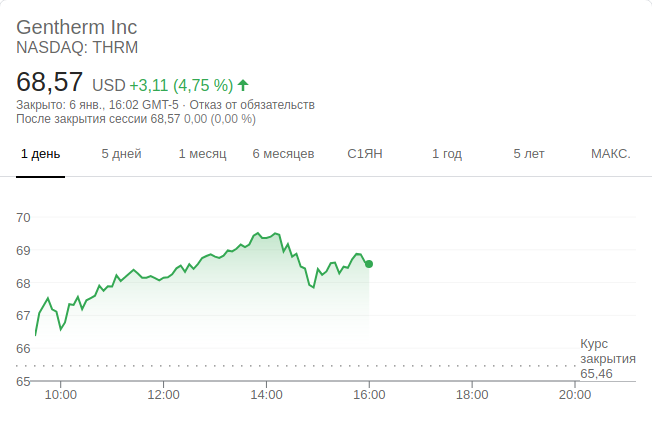 Gentherm Inc
NASDAQ: THRM
68,57 USD +3,11 (4,75 %)
Закрыто: 6 янв., 16:02 GMT-5 · Отказ от обязательств
После закрытия сессии 68,57 0,00 (0,00 %)
1 день 5 дней 1 месяц 6 месяцев С1ЯН 1 год 5 лет МАКС.
70
69
68
67
66
65
Курс
закрытия
65,46
10:00 12:00 14:00 16:00 18:00 20:00